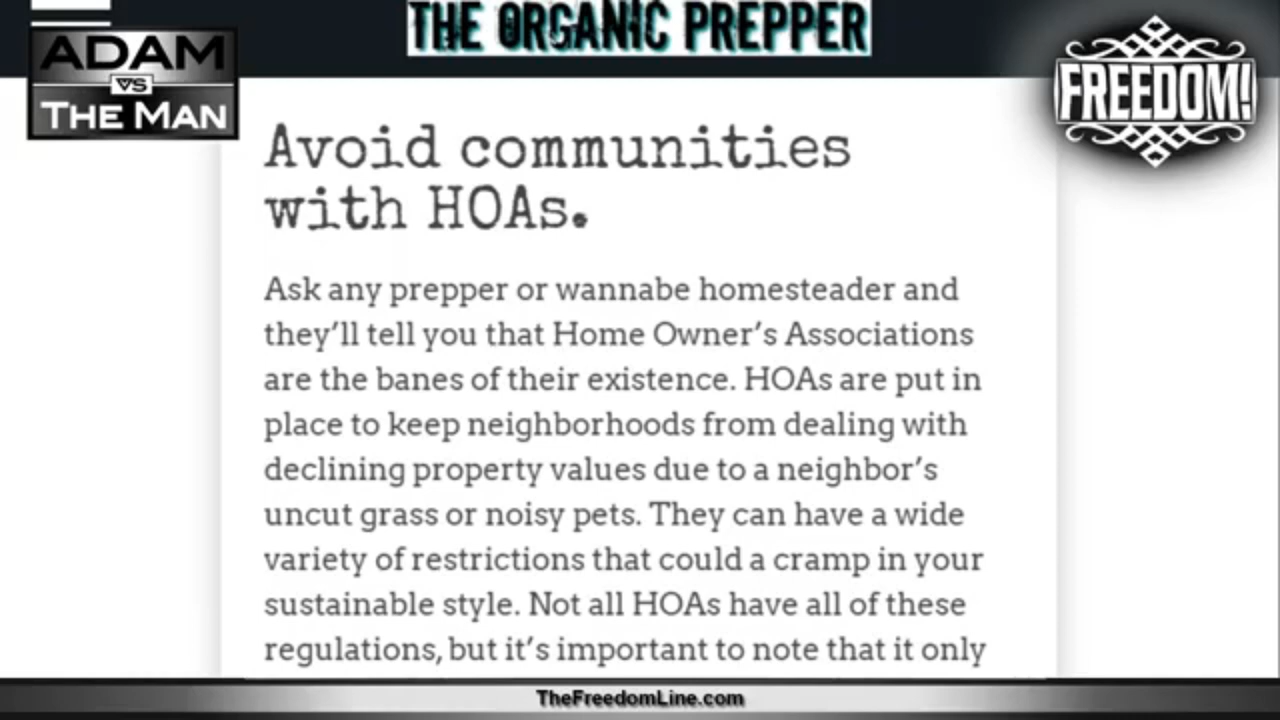 THE ORGANIC PREPPER
ADAM
VS
THE MAN
FREEDOM!
Avoid communities
with HOAs.
Ask any prepper or wannabe homesteader and
they’ll tell you that Home Owner’s Associations
are the banes of their existence. HOAs are put in
place to keep neighborhoods from dealing with
declining property values due to a neighbor’s
uncut grass or noisy pets. They can have a wide
variety of restrictions that could a cramp in your
sustainable style. Not all HOAs have all of these
regulations, but it’s important to note that it only
TheFreedomLine.com